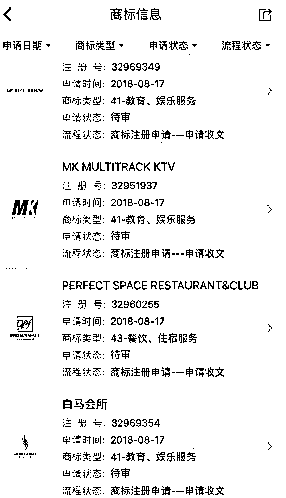 商标信息
申请日期 商标类型 申请状态 流程状态
注 册 号: 32969349
申请时间: 2018-08-17
商标类型: 41-教育、娱乐服务
申请状态: 待审
流程状态: 商标注册申请---申请收文
MK MULTITRACK KTV
MK
注 册 号: 32951937
申请时间: 2018-08-17
商标类型: 41-教育、娱乐服务
申请状态: 待审
流程状态: 商标注册申请---申请收文
PERFECT SPACE RESTAURANT&CLUB
注 册 号: 32960255
申请时间: 2018-08-17
商标类型: 43-餐饮、住宿服务
申请状态: 待审
流程状态: 商标注册申请---申请收文
白马会所
注 册 号: 32969354
申请时间: 2018-08-17
商标类型: 41-教育、娱乐服务
申请状态: 待审
流程状态: 商标注册申请---申请收文